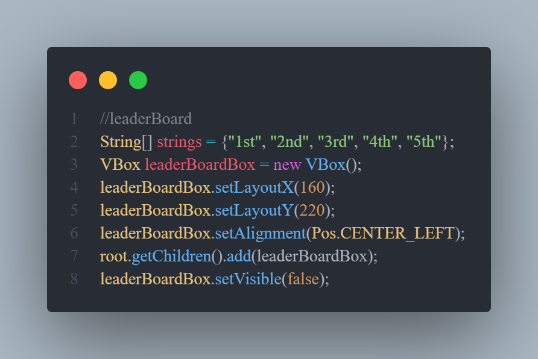 1 //leaderBoard
2 String[] strings = {"1st", "2nd", "3rd", "4th", "5th"};
3 VBox leaderBoardBox = new VBox();
4 leaderBoardBox.setLayoutX(160);
5 leaderBoardBox.setLayoutY(220);
6 leaderBoardBox.setAlignment(Pos.CENTER_LEFT);
7 root.getChildren().add(leaderBoardBox);
8 leaderBoardBox.setVisible(false);